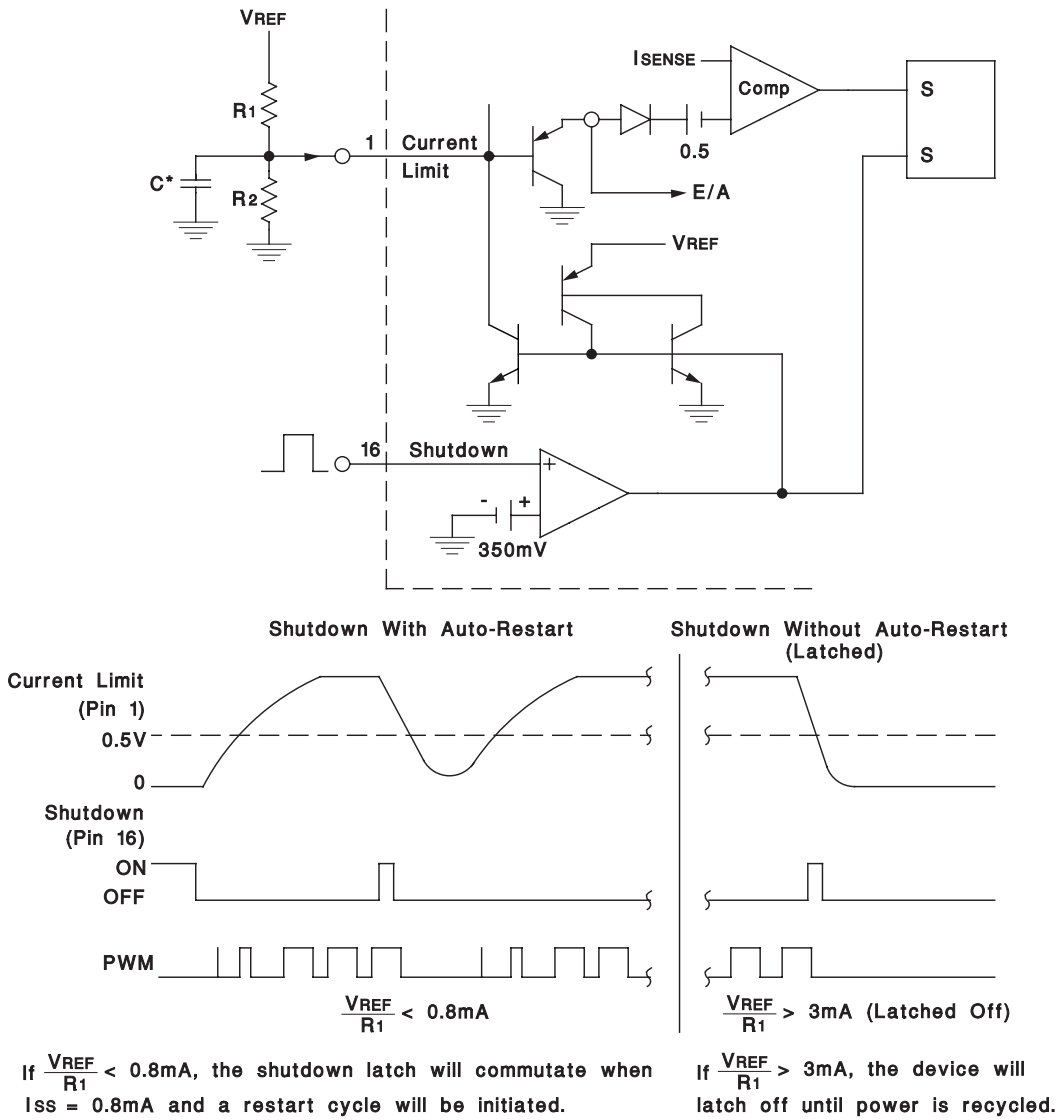 VREF
R1
C*
R2
1 Current
Limit
ISENSE
Comp
S
S
0.5
E/A
VREF
16 Shutdown
+
- +
350mV
Shutdown With Auto-Restart
Shutdown Without Auto-Restart
(Latched)
Current Limit
(Pin 1)
0.5V
0
Shutdown
(Pin 16)
ON
OFF
PWM
VREF
R1
< 0.8mA
VREF
R1
> 3mA (Latched Off)
If VREF/R1 < 0.8mA, the shutdown latch will commutate when
ISS = 0.8mA and a restart cycle will be initiated.
If VREF/R1 > 3mA, the device will
latch off until power is recycled.